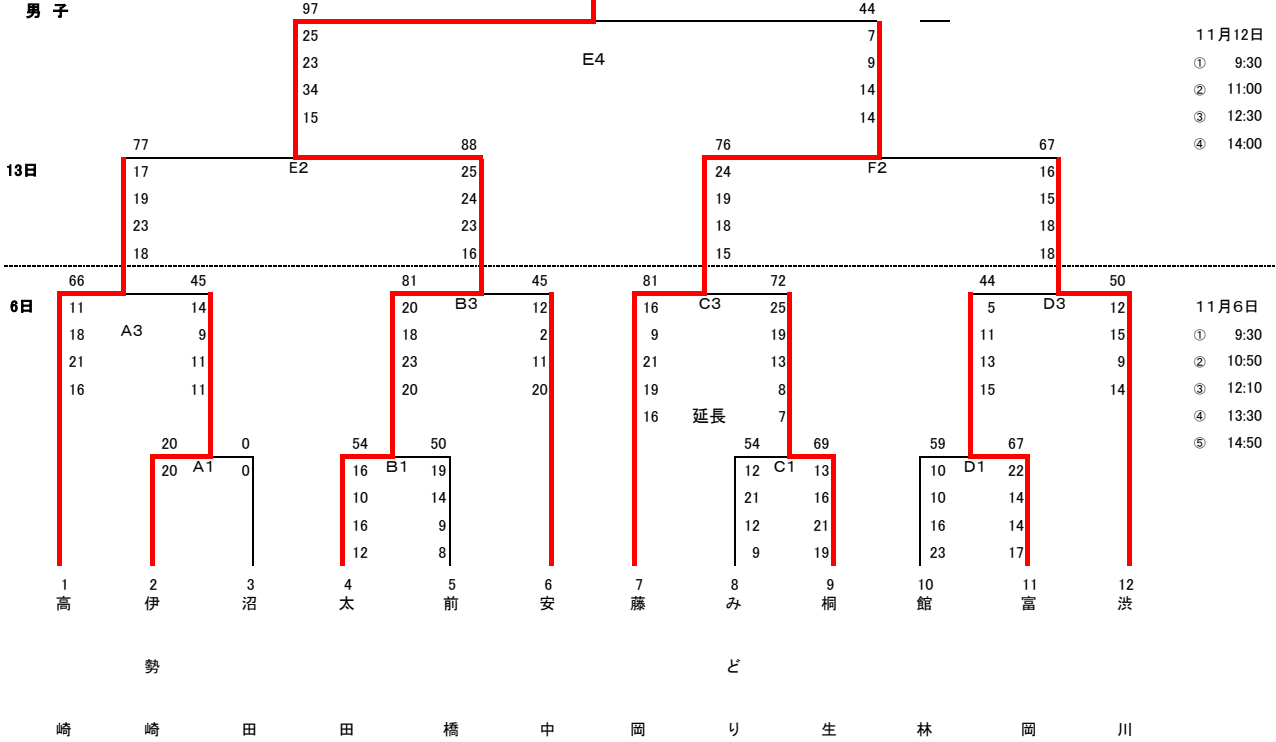 男 子 97 44
25 7 11月12日
E4
23 9 ① 9:30
34 14 ② 11:00
15 14 ③ 12:30
77 88 76 67 ④ 14:00
13日 17 E2 25 24 F2 16
19 24 19 15
23 23 18 18
18 16 15 18
66 45 81 45 81 72 44 50
6日 11 14 20 B3 12 16 C3 25 5 D3 12 11月6日
18 A3 9 18 2 9 19 11 15 ① 9:30
21 11 23 11 21 13 13 9 ② 10:50
16 11 20 20 19 8 15 14 ③ 12:10
16 延長 7 ④ 13:30
20 0 54 50 54 69 59 67 ⑤ 14:50
20 A1 0 16 B1 19 12 C1 13 10 D1 22
10 14 21 16 10 14
16 9 12 21 16 14
12 8 9 19 23 17
1 2 3 4 5 6 7 8 9 10 11 12
高崎
伊勢崎
沼田
太田
前橋
安中
藤岡
みどり
桐生
館林
富岡
渋川